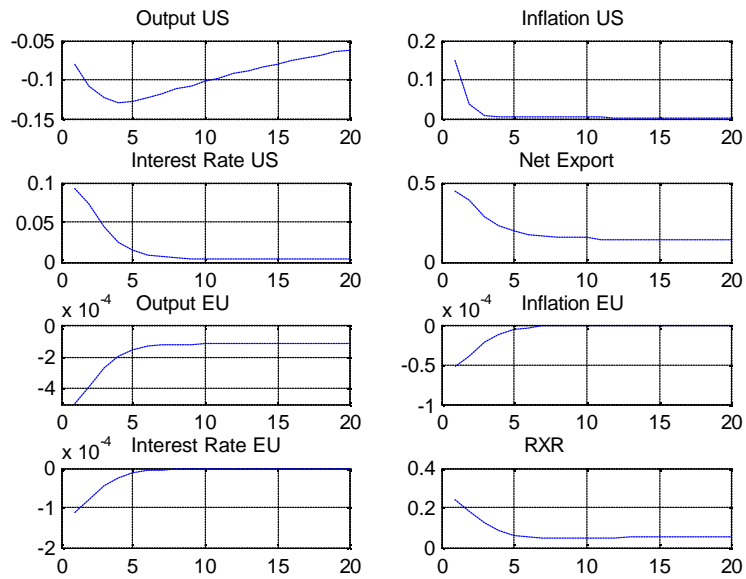 Output US
-0.05
-0.1
-0.15
0 5 10 15 20
Inflation US
0.2
0.1
0
0 5 10 15 20
Interest Rate US
0.1
0.05
0
0 5 10 15 20
Net Export
0.5
0
0 5 10 15 20
x 10^-4
Output EU
0
-2
-4
0 5 10 15 20
x 10^-4
Inflation EU
0
-0.5
-1
0 5 10 15 20
x 10^-4
Interest Rate EU
0
-1
-2
0 5 10 15 20
RXR
0.4
0.2
0
0 5 10 15 20